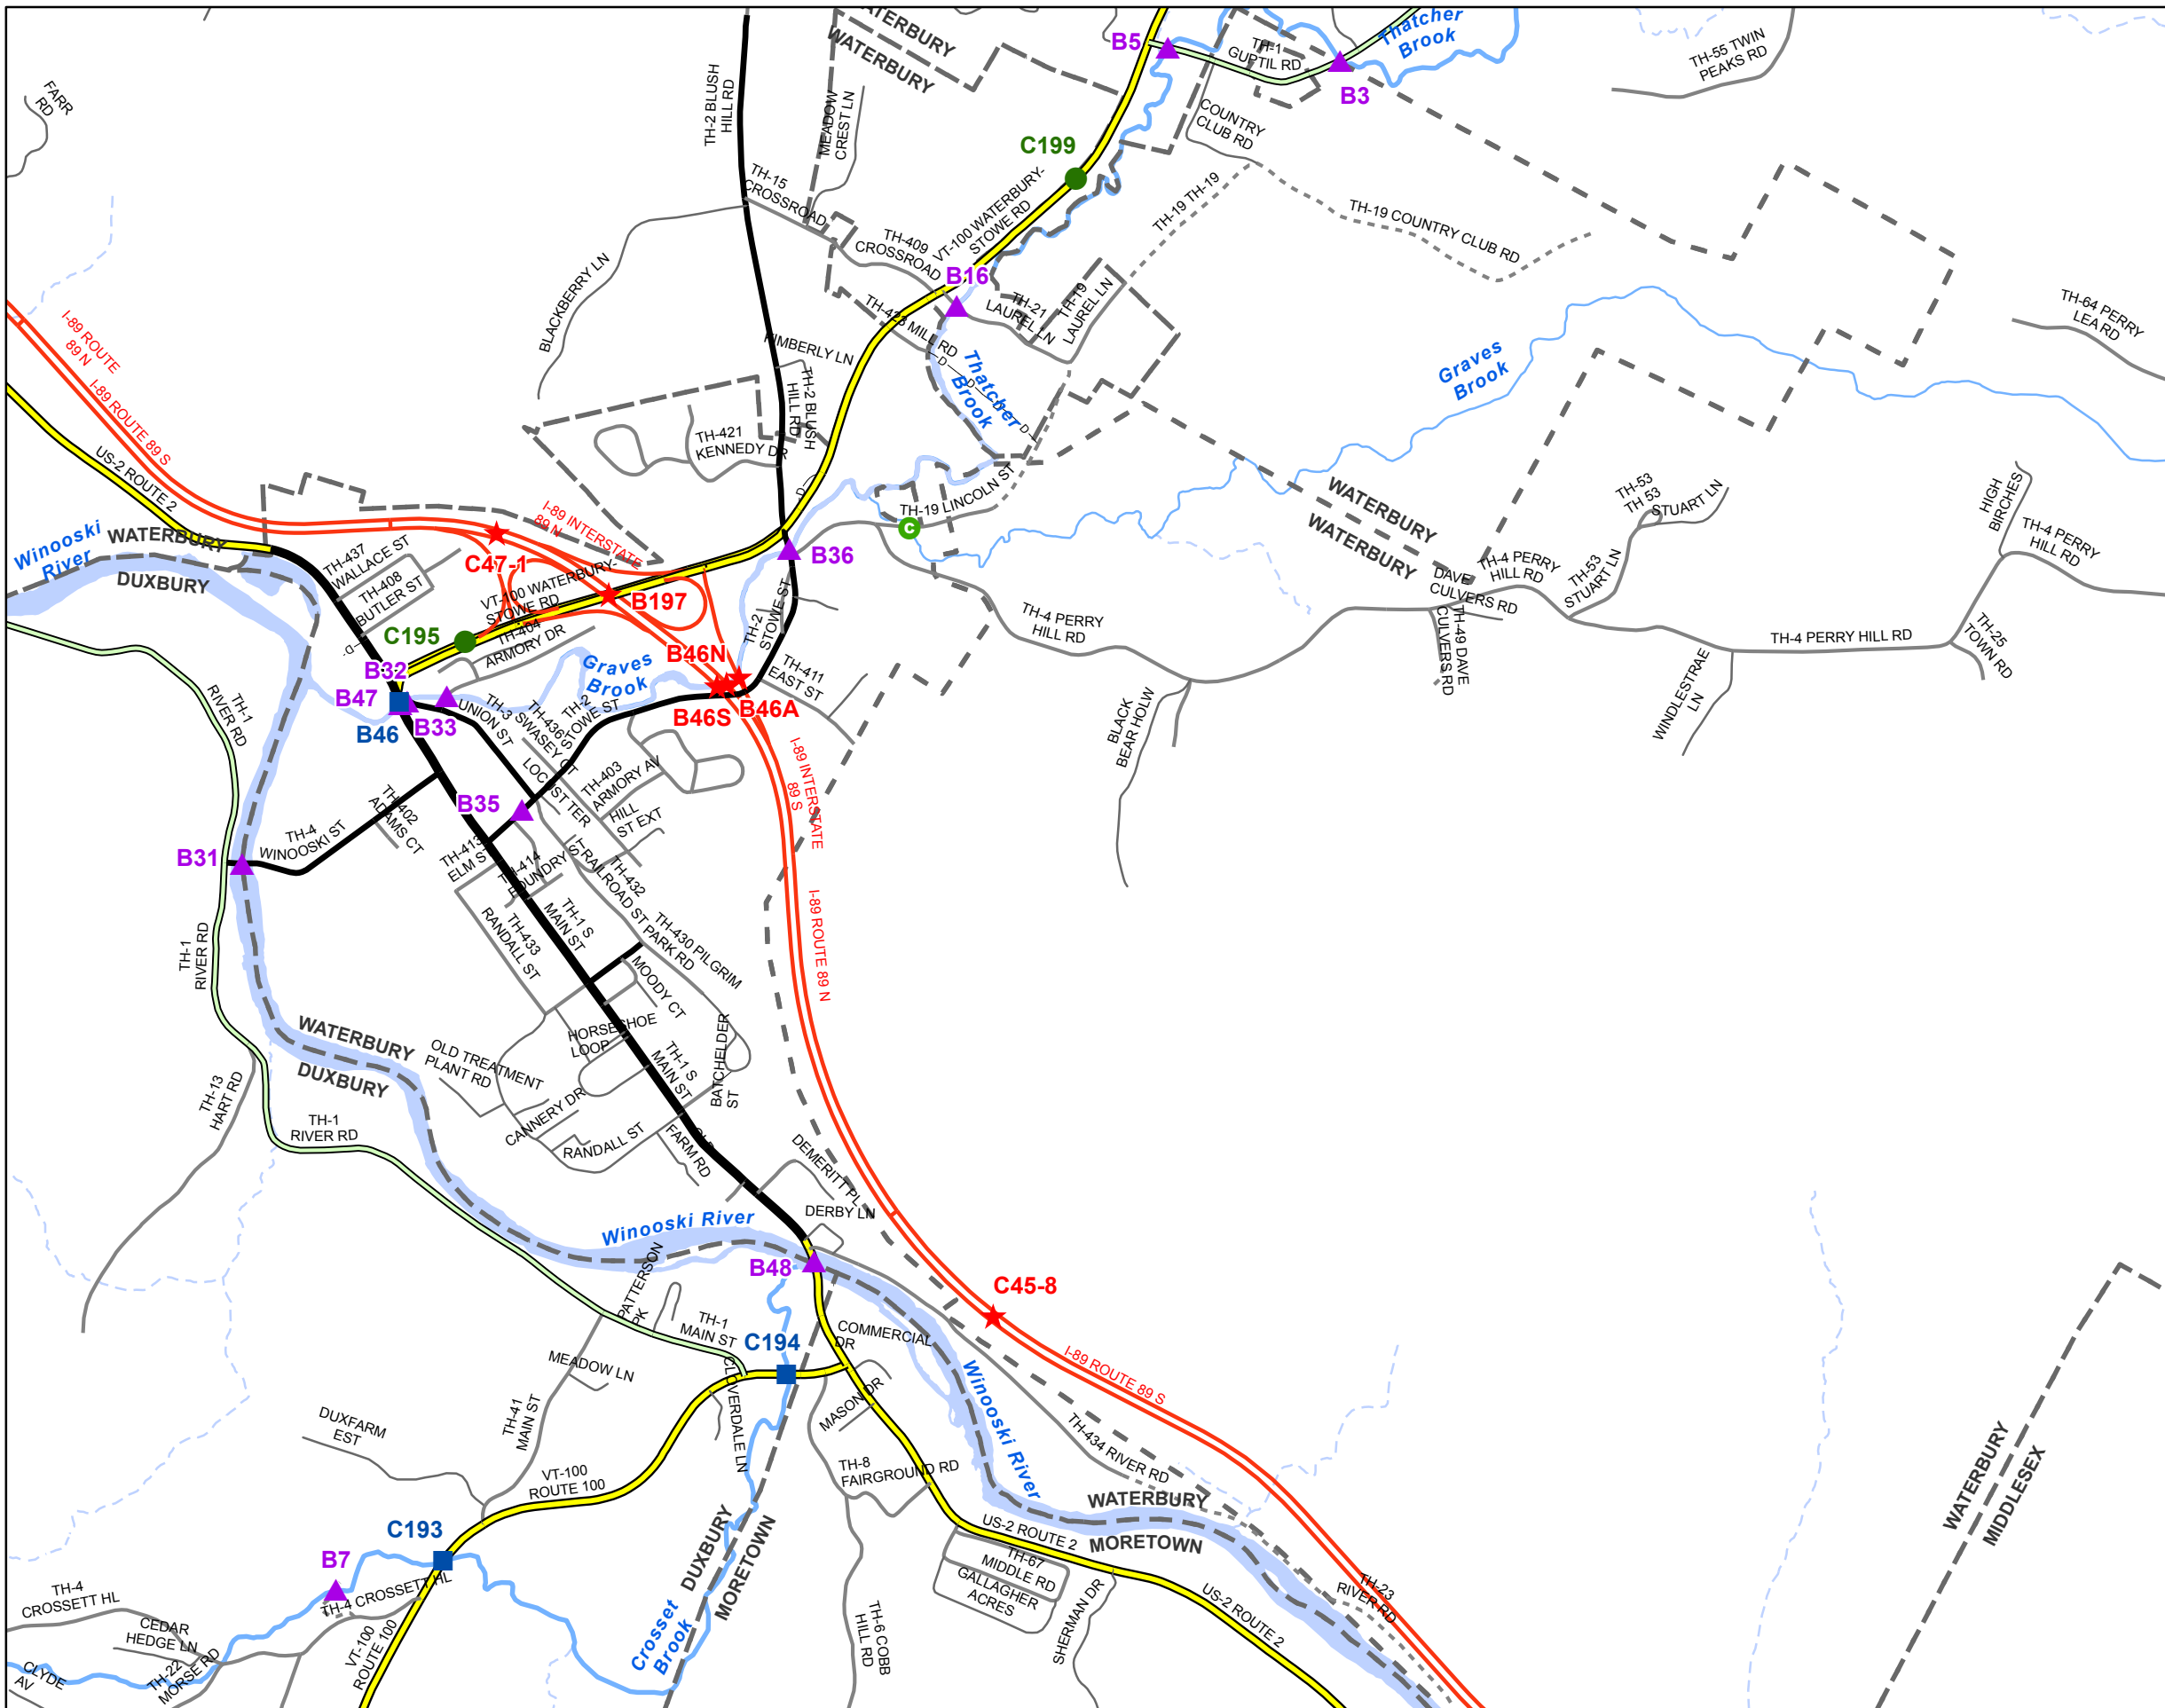 WATERBURY
WATERBURY
Thatcher
Brook
B5
TH-1
GUPTIL RD
B3
TH-55 TWIN
PEAKS RD
FARR
RD
TH-2 BLUSH
HILL RD
MEADOW
CREST LN
COUNTRY
CLUB RD
C199
TH-15
CROSSROAD
VT-100 WATERBURY-
STOWE RD
TH-19 TH-19
TH-19 COUNTRY CLUB RD
TH-409
CROSSROAD
B16
BLACKBERRY LN
TH-423 MILL RD
TH-21
LAUREL LN
TH-19
LAUREL LN
TH-64 PERRY
LEA RD
I-89 ROUTE
89 N
KIMBERLY LN
D
D
D
D
D
Thatcher
Brook
Graves
Brook
I-89 ROUTE 89 S
TH-2 BLUSH
HILL RD
TH-421
KENNEDY DR
US-2 ROUTE 2
D
TH-19 LINCOLN ST
C
WATERBURY
WATERBURY
TH-53
TH 53
STUART LN
HIGH
BIRCHES
TH-4 PERRY
HILL RD
Winooski
River
WATERBURY
DUXBURY
I-89 INTERSTATE
89 N
TH-437
WALLACE ST
TH-408
BUTLER ST
C47-1
VT-100 WATERBURY-
STOWE RD
B197
B36
TH-4 PERRY
HILL RD
TH-53
STUART LN
DAVE
CULVERS RD
TH-49 DAVE
CULVERS RD
TH-4 PERRY
HILL RD
TH-4 PERRY HILL RD
TH-25
TOWN RD
C195
D
TH-404
ARMORY DR
TH-2
STOWE ST
B46N
Graves
Brook
TH-411
EAST ST
B32
B47
B46
B33
B46S
B46A
TH-1
RIVER RD
TH-3
UNION ST
TH-436
SWASEY CT
TH-2
STOWE ST
BLACK
BEAR HOLW
WINDLESTRAE
LN
LOCUST TER
TH-403
ARMORY AV
HILL
ST EXT
I-89 INTERSTATE
89 S
B35
TH-402
ADAMS CT
TH-4
WINOOSKI ST
B31
TH-413
ELM ST
TH-414
FOUNDRY ST
TH-432
RAILROAD ST
TH-1 S
MAIN ST
TH-433
RANDALL ST
TH-430 PILGRIM
PARK RD
MOODY CT
I-89 ROUTE 89 N
TH-1
RIVER RD
WATERBURY
DUXBURY
OLD TREATMENT
PLANT RD
HORSESHOE
LOOP
TH-1 S
MAIN ST
BATCHELDER
ST
TH-13
HART RD
TH-1
RIVER RD
CANNERY DR
RANDALL ST
OLD
FARM RD
DEMERITT PL
DERBY LN
Winooski River
B48
PATTERSON
PK
TH-1
MAIN ST
C194
COMMERCIAL
DR
C45-8
I-89 ROUTE 89 S
MEADOW LN
CLOVERDALE LN
MASON DR
Winooski River
TH-434 RIVER RD
DUXFARM
EST
TH-41
MAIN ST
VT-100
ROUTE 100
TH-8
FAIRGROUND RD
WATERBURY
MORETOWN
WATERBURY
MIDDLESEX
C193
B7
US-2 ROUTE 2
TH-67
MIDDLE RD
GALLAGHER
ACRES
DUXBURY
MORETOWN
TH-4
CROSSETT HL
TH-4 CROSSETT HL
CEDAR
HEDGE LN
TH-22
MORSE RD
CLYDE
AV
VT-100
ROUTE 100
Crosset
Brook
TH-6 COBB
HILL RD
SHERMAN DR
US-2 ROUTE 2
TH-23
RIVER RD